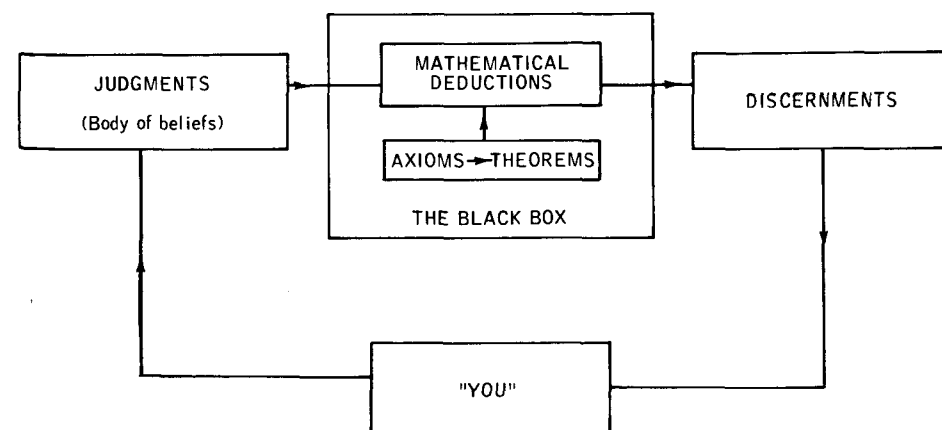 JUDGMENTS
(Body of beliefs)
MATHEMATICAL
DEDUCTIONS
AXIOMS THEOREMS
THE BLACK BOX
DISCERNMENTS
"YOU"